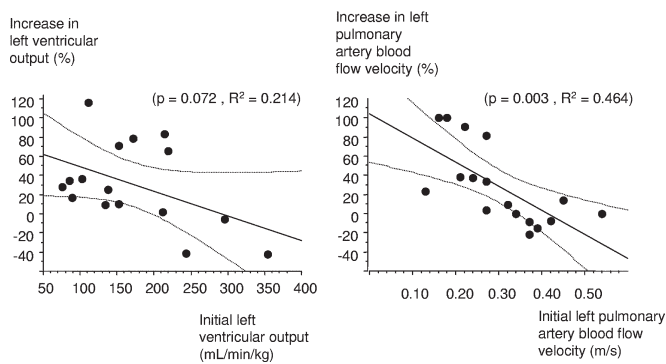 Increase in
left ventricular
output (%)
(p = 0.072 , R² = 0.214)
120
100
80
60
40
20
0
-20
-40
50 100 150 200 250 300 350 400
Initial left
ventricular output
(mL/min/kg)
Increase in left
pulmonary
artery blood
flow velocity (%)
(p = 0.003 , R² = 0.464)
120
100
80
60
40
20
0
-20
-40
0.10 0.20 0.30 0.40 0.50
Initial left pulmonary
artery blood flow
velocity (m/s)